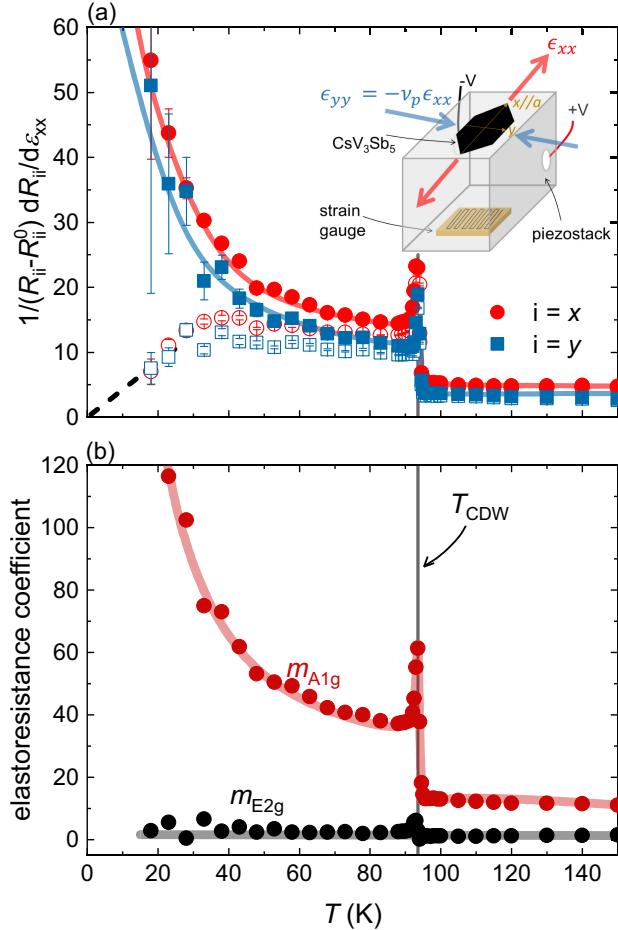 (a)
60
50
40
30
20
10
0
1/(R_ii-R_ii^0) dR_ii/dε_xx
ϵ_xx
ϵ_yy = −ν_p ϵ_xx
-V
x//a
y
+V
CsV₃Sb₅
strain
gauge
piezostack
i = x
i = y
(b)
120
100
80
60
40
20
0
elastoresistance coefficient
T_CDW
m_A1g
m_E2g
0 20 40 60 80 100 120 140
T (K)